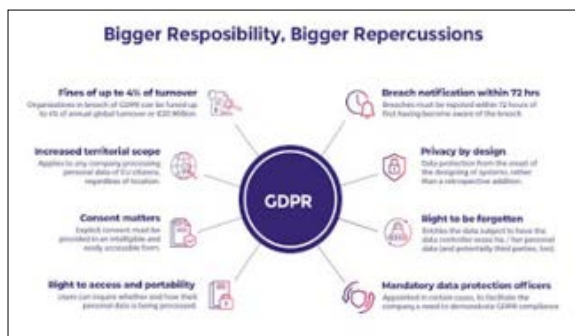 Bigger Resposibility, Bigger Repercussions
Fines of up to 4% of turnover
Organizations in breach of GDPR can be fined up
to 4% of annual global turnover or €20 Million
Increased territorial scope
Applies to any company processing
personal data of EU citizens,
regardless of location.
Consent matters
Explicit consent must be
provided in an intelligible and
easily accessible form.
Right to access and portability
Users can inquire whether and how their
personal data is being processed.
GDPR
Breach notification within 72 hrs
Breaches must be reported within 72 hours of
first having become aware of the breach
Privacy by design
Data protection from the onset of
the designing of systems, rather
than a retrospective addition.
Right to be forgotten
Entitles the data subject to have the
data controller erase his / her personal
data (and potentially third parties, too).
Mandatory data protection officers
Appointed in certain cases, to facilitate the
company's need to demonstrate GDPR compliance